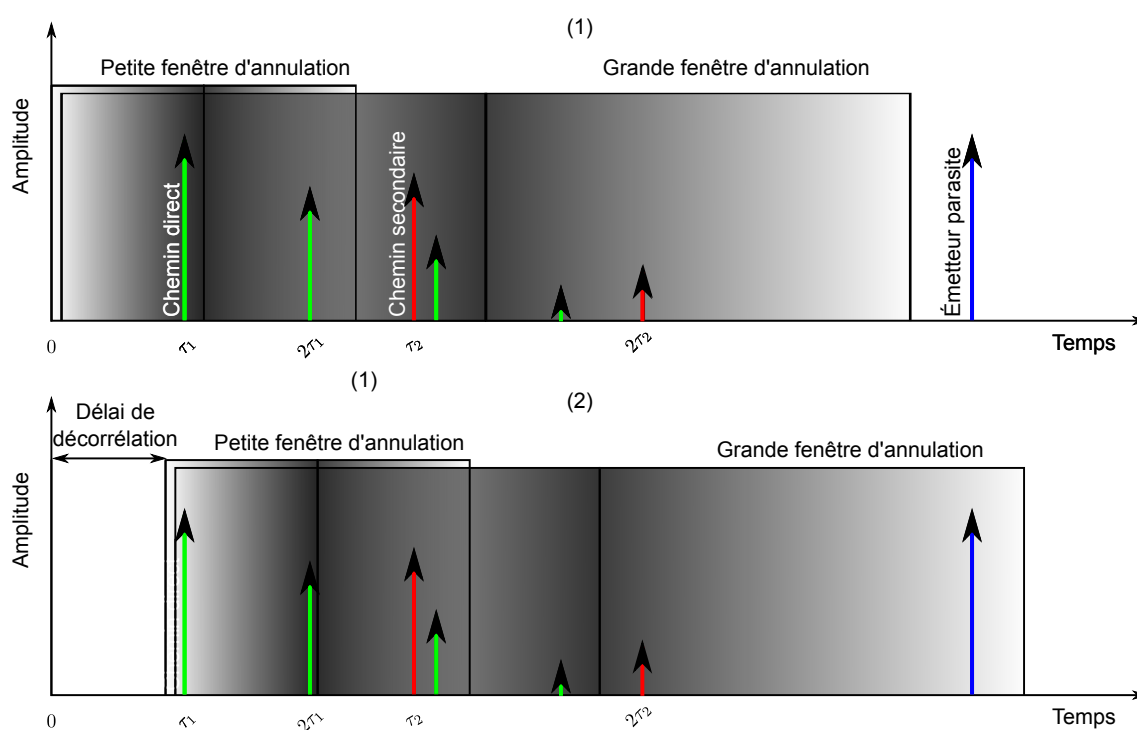 (1)
Petite fenêtre d'annulation
Grande fenêtre d'annulation
Amplitude
Chemin direct
Chemin secondaire
Émetteur parasite
0
τ1
2τ1
τ2
2τ2
Temps
(1)
(2)
Délai de
décorrélation
Petite fenêtre d'annulation
Grande fenêtre d'annulation
Amplitude
0
τ1
2τ1
τ2
2τ2
Temps